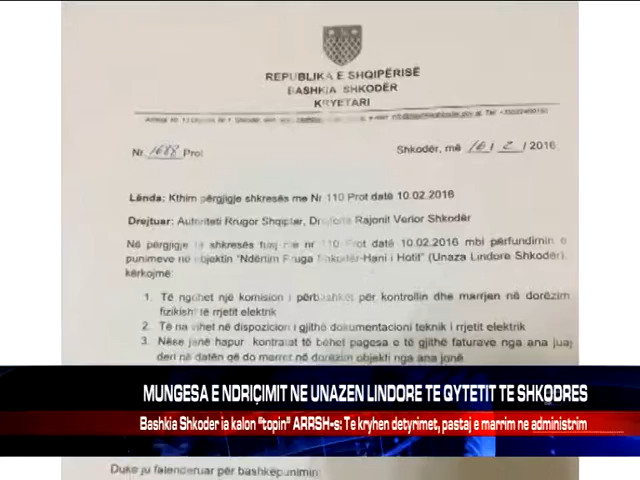 REPUBLIKA E SHQIPËRISË
BASHKIA SHKODËR
KRYETARI
Nr. 1688 Prot
Shkodër, më 16 / 2 / 2016
Lënda: Kthim përgjigje shkresës me Nr 110 Prot datë 10.02.2016
Drejtuar: Autoriteti Rrugor Shqiptar, Drejtoria Rajonit Verior Shkodër
Në përgjigje të shkresës tuaj me nr 110 Prot datë 10.02.2016 mbi përfundimin e
punimeve në objektin "Ndërtim Rruga Shkodër-Hani i Hotit" (Unaza Lindore Shkodër),
kërkojmë:
1. Të ngrihet një komision i përbashkët për kontrollin dhe marrjen në dorëzim
fizikisht të rrjetit elektrik
2. Të na vihet në dispozicion i gjithë dokumentacioni teknik i rrjetit elektrik
3. Nëse janë hapur kontratat të bëhet pagesa e të gjithë faturave nga ana juaj
deri në datën që do merret në dorëzim objekti nga ana jonë
MUNGESA E NDRIÇIMIT NE UNAZEN LINDORE TE QYTETIT TE SHKODRES
Bashkia Shkoder ia kalon "topin" ARRSH-s: Te kryhen detyrimet, pastaj e marrim ne administrim
Duke ju falenderuar për bashkëpunimin